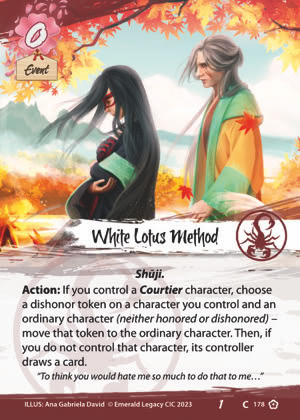 0
Event
White Lotus Method
Shūji.
Action: If you control a Courtier character, choose
a dishonor token on a character you control and an
ordinary character (neither honored or dishonored) –
move that token to the ordinary character. Then, if
you do not control that character, its controller
draws a card.
"To think you would hate me so much to do that to me…"
ILLUS: Ana Gabriela David © Emerald Legacy CIC 2023 1 C 178